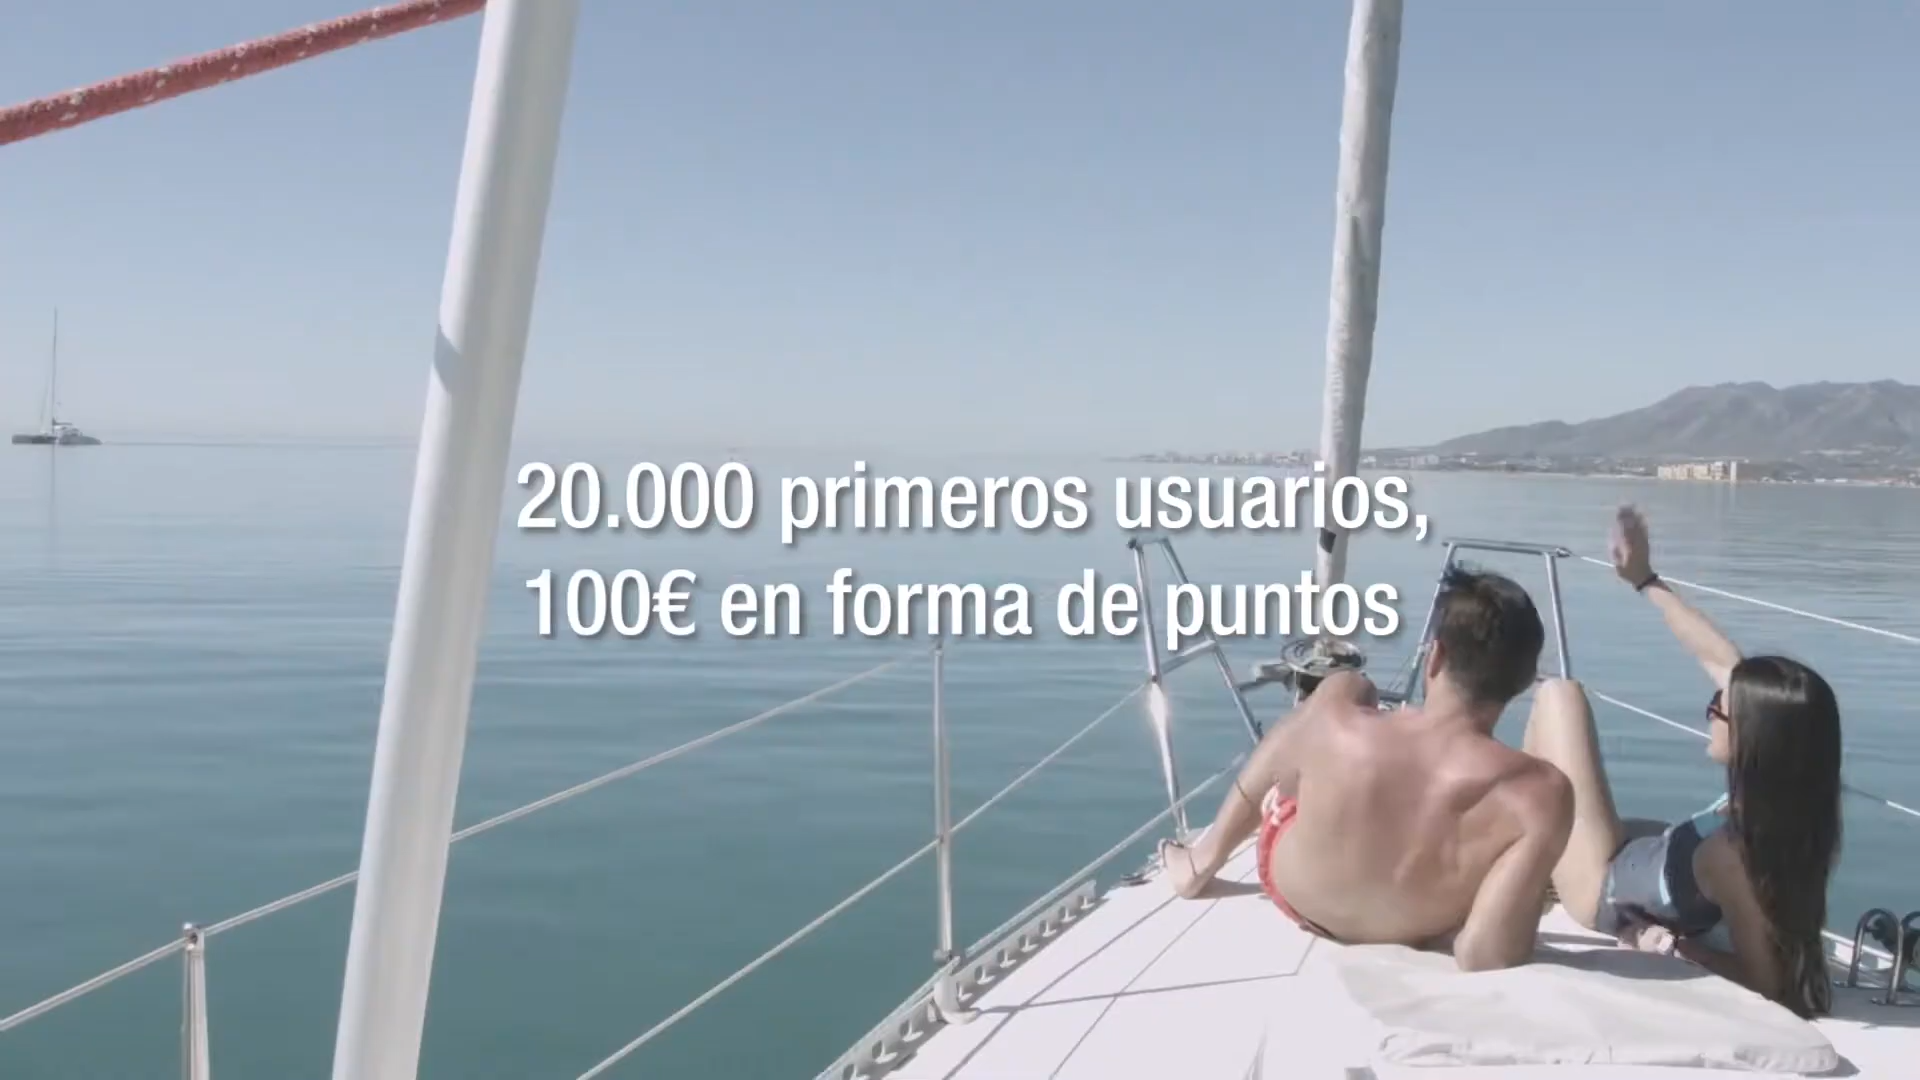 20.000 primeros usuarios,
100€ en forma de puntos